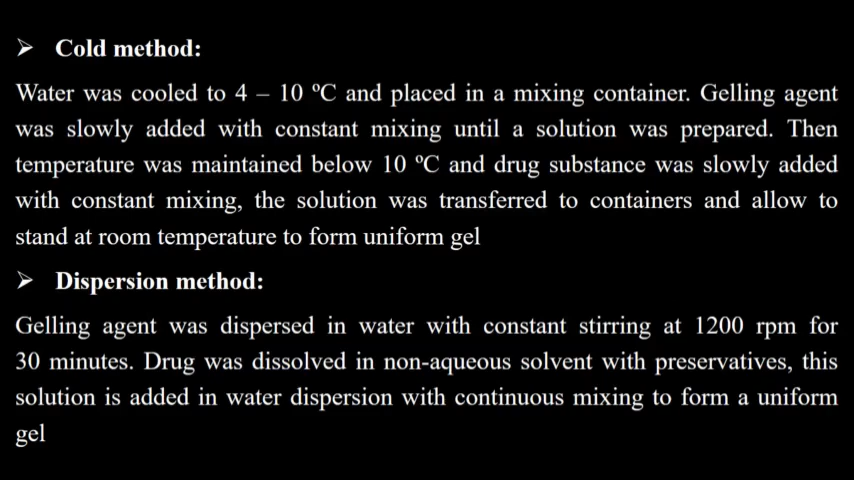 ➢ Cold method:
Water was cooled to 4 – 10 ºC and placed in a mixing container. Gelling agent
was slowly added with constant mixing until a solution was prepared. Then
temperature was maintained below 10 ºC and drug substance was slowly added
with constant mixing, the solution was transferred to containers and allow to
stand at room temperature to form uniform gel
➢ Dispersion method:
Gelling agent was dispersed in water with constant stirring at 1200 rpm for
30 minutes. Drug was dissolved in non-aqueous solvent with preservatives, this
solution is added in water dispersion with continuous mixing to form a uniform
gel